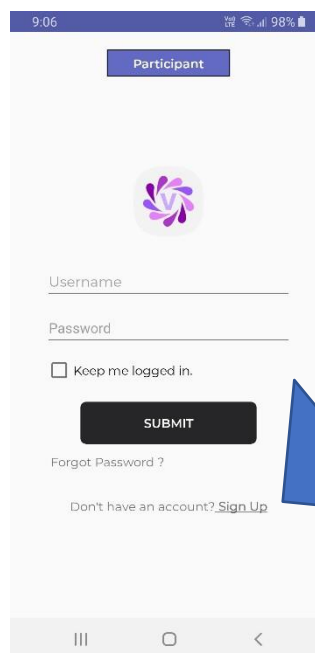 9:06 98%
Participant
V
Username
Password
Keep me logged in.
SUBMIT
Forgot Password ?
Don't have an account? Sign Up